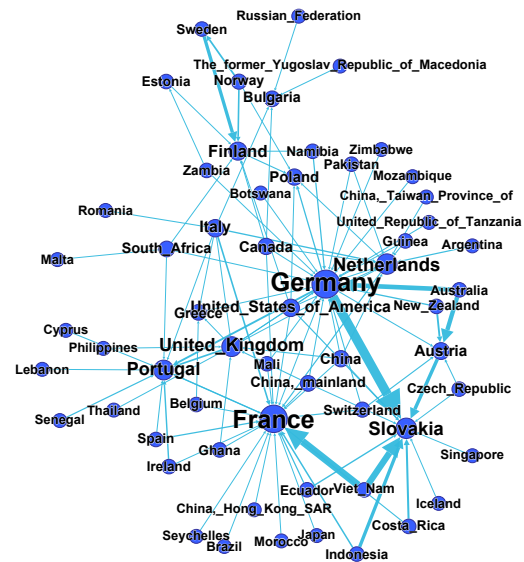 Russian_Federation
Sweden
The_former_Yugoslav_Republic_of_Macedonia
Estonia
Norway
Bulgaria
Finland
Namibia
Zimbabwe
Zambia
Poland
Pakistan
Mozambique
Botswana
China,_Taiwan_Province_of
Romania
Italy
United_Republic_of_Tanzania
Malta
South_Africa
Canada
Guinea
Argentina
Netherlands
Germany
Australia
Greece
United_States_of_America
New_Zealand
Cyprus
Philippines
United_Kingdom
Austria
Lebanon
Portugal
Mali
China
China,_mainland
Czech_Republic
Senegal
Thailand
Belgium
France
Switzerland
Slovakia
Spain
Ghana
Singapore
Ireland
Ecuador
Viet_Nam
Iceland
China,_Hong_Kong_SAR
Costa_Rica
Seychelles
Brazil
Morocco
Japan
Indonesia